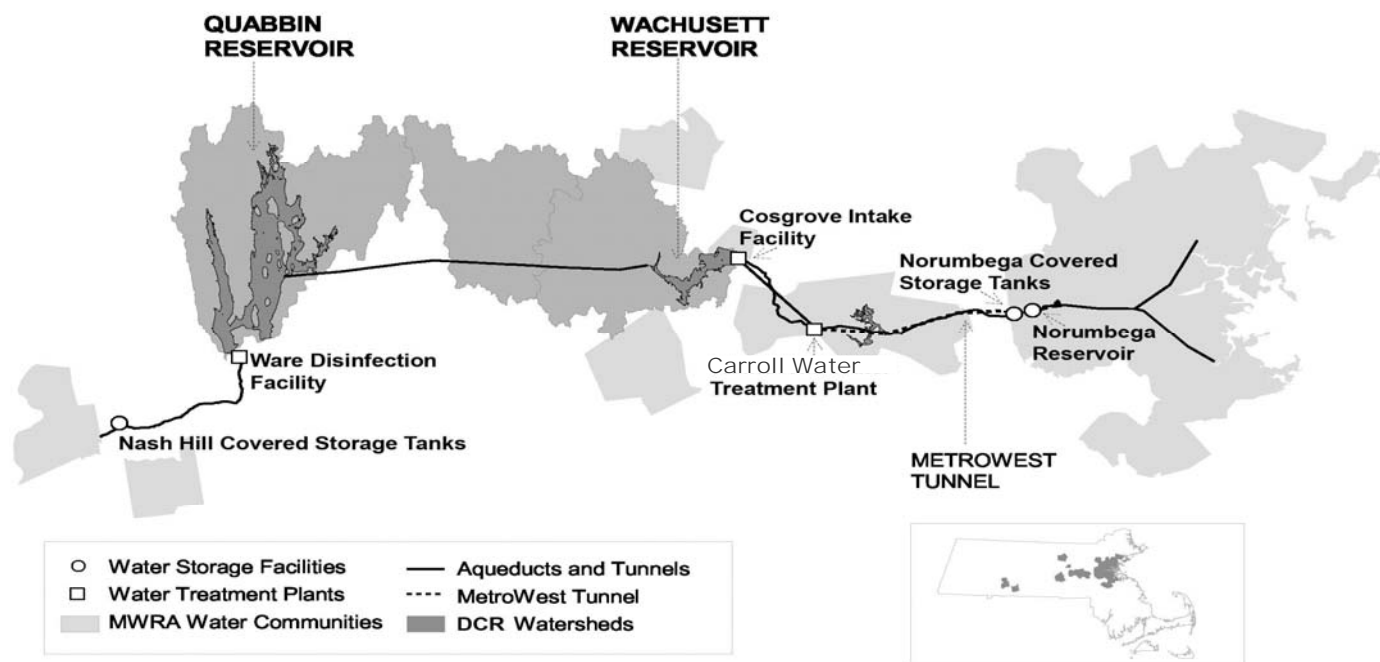 QUABBIN
RESERVOIR
WACHUSETT
RESERVOIR
Cosgrove Intake
Facility
Norumbega Covered
Storage Tanks
Norumbega
Reservoir
Ware Disinfection
Facility
Carroll Water
Treatment Plant
Nash Hill Covered Storage Tanks
METROWEST
TUNNEL
Water Storage Facilities
Water Treatment Plants
MWRA Water Communities
Aqueducts and Tunnels
MetroWest Tunnel
DCR Watersheds